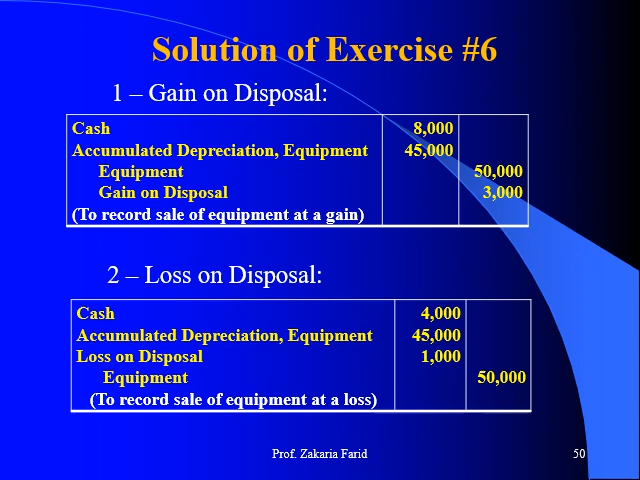 Solution of Exercise #6
1 – Gain on Disposal:
Cash 8,000
Accumulated Depreciation, Equipment 45,000
Equipment 50,000
Gain on Disposal 3,000
(To record sale of equipment at a gain)
2 – Loss on Disposal:
Cash 4,000
Accumulated Depreciation, Equipment 45,000
Loss on Disposal 1,000
Equipment 50,000
(To record sale of equipment at a loss)
Prof. Zakaria Farid 50